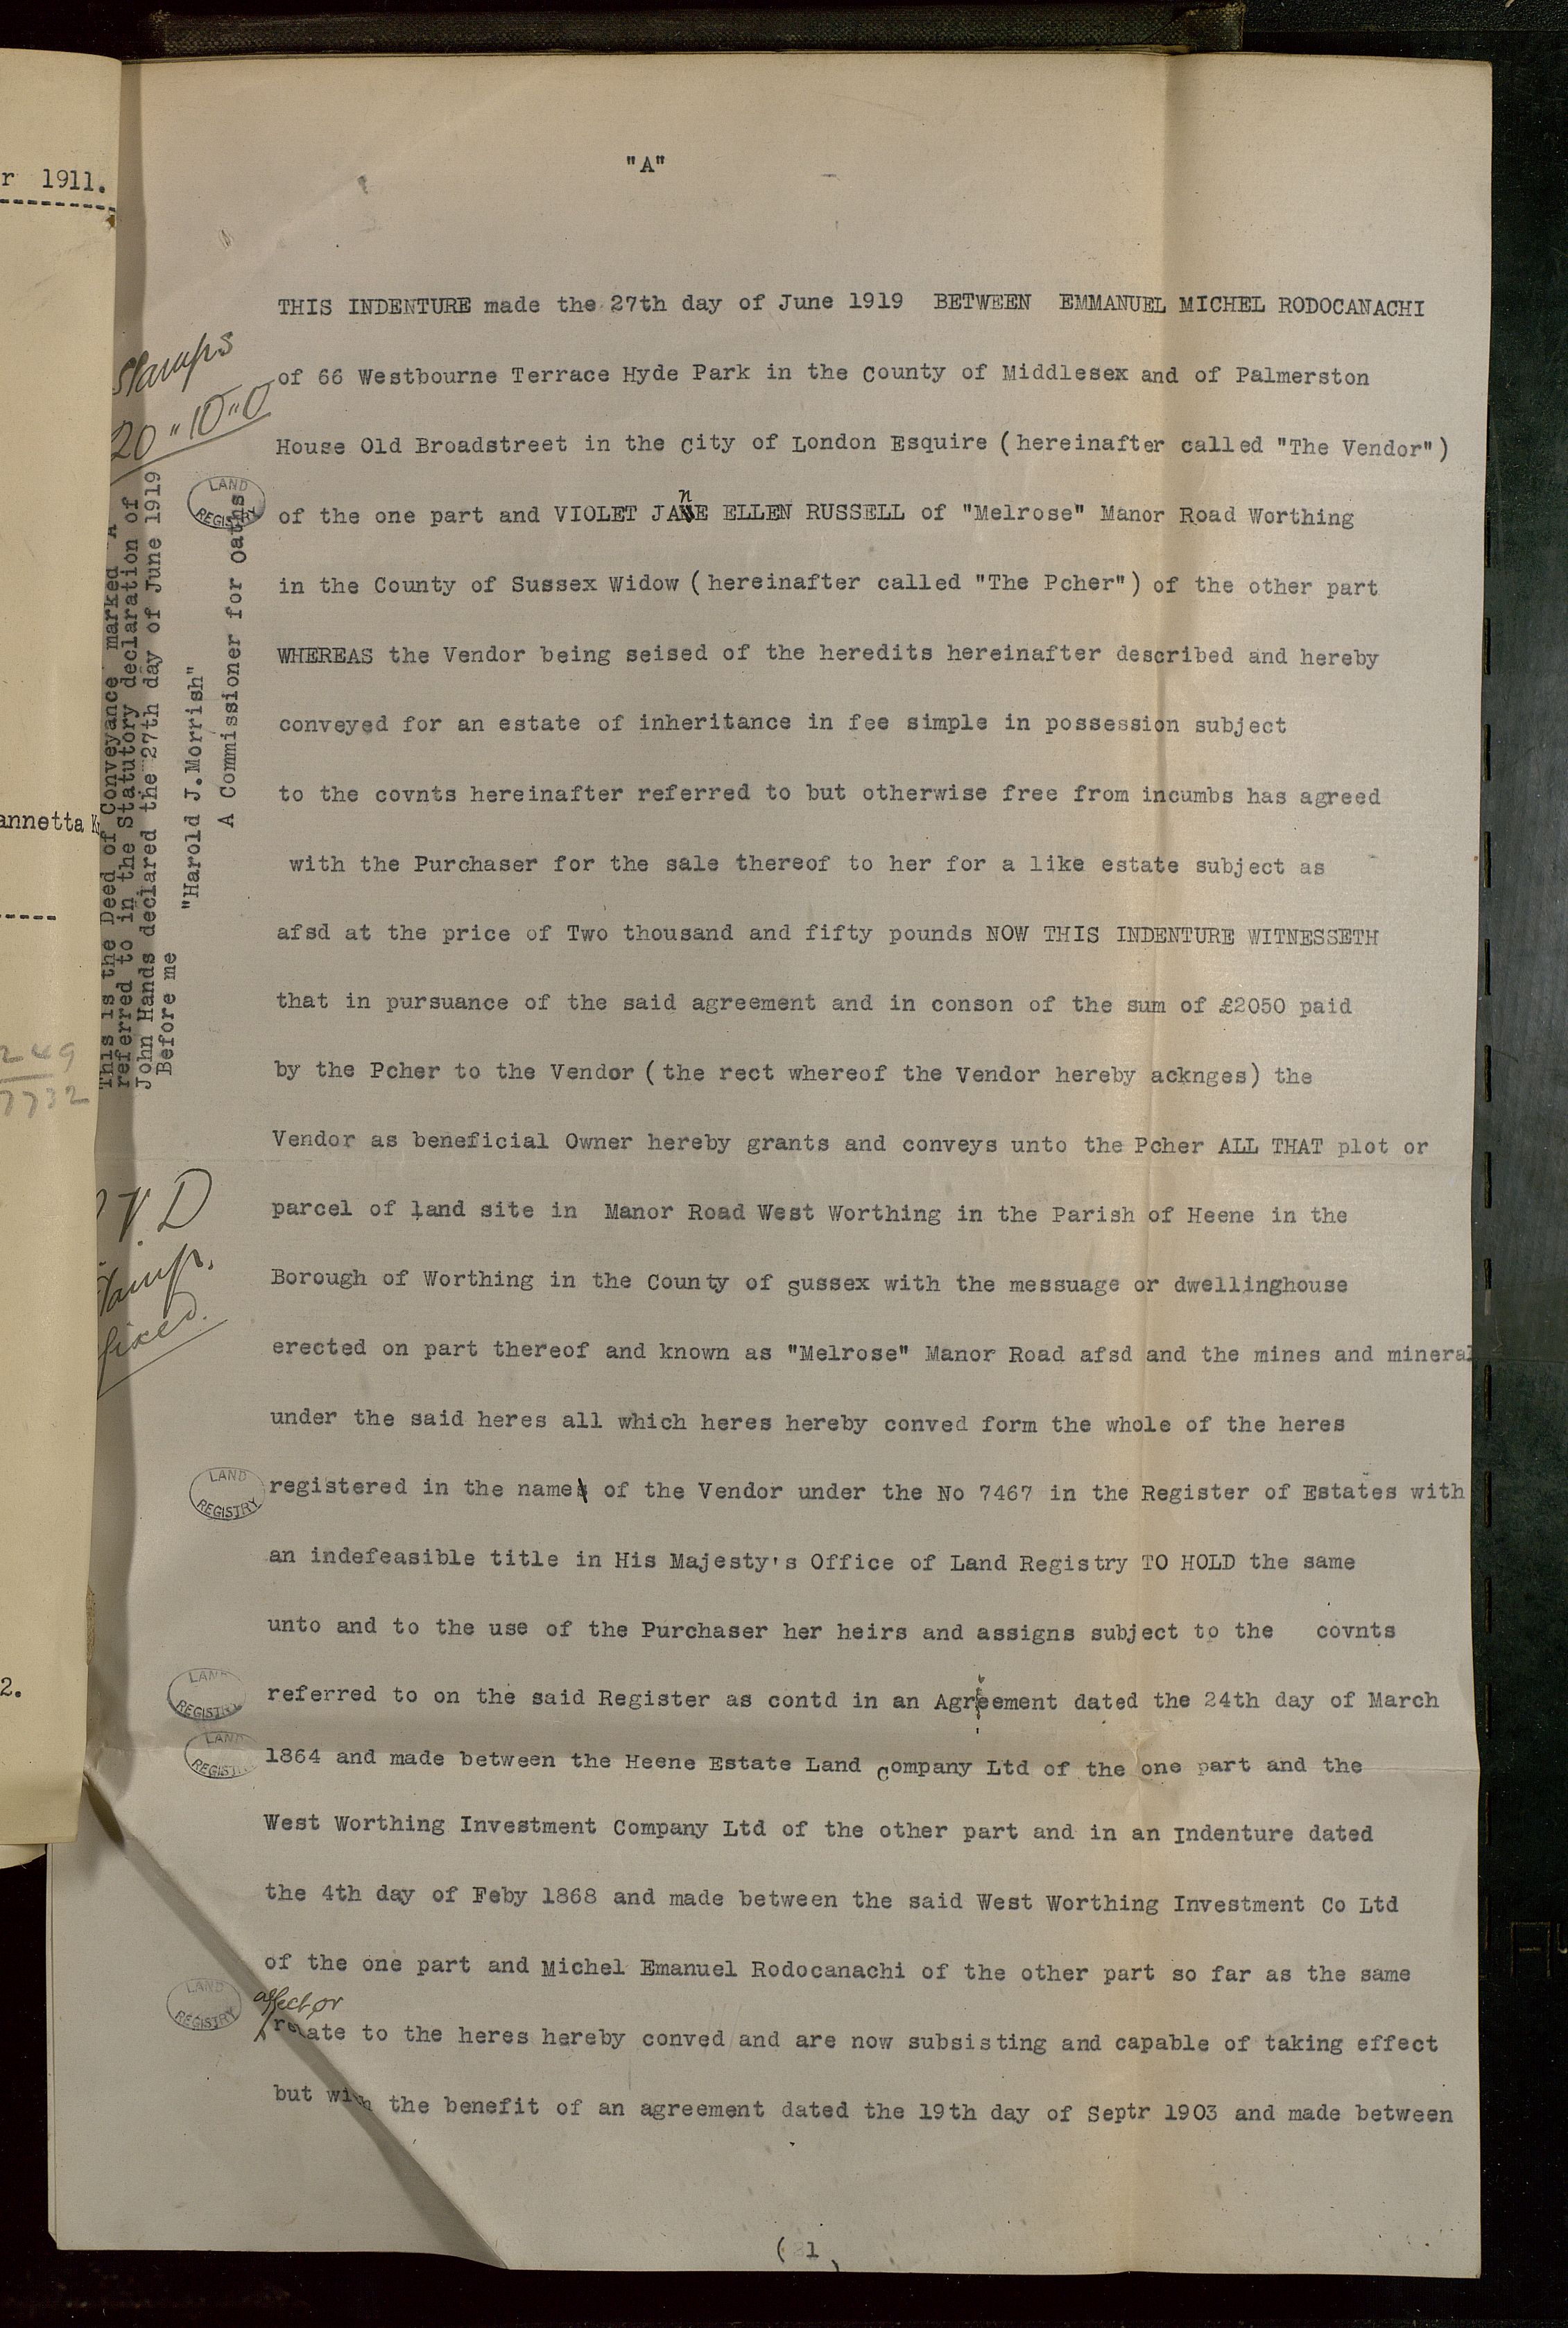 r 1911.
annetta
249
7732
2.
"A"
Stamps
20 " 10 " 0
This is the Deed of Conveyance marked A
referred to in the Statutory declaration of
John Hands declared the 27th day of June 1919
Before me
"Harold J.Morrish"
A Commissioner for Oaths
LAND REGISTRY
THIS INDENTURE made the 27th day of June 1919 BETWEEN EMMANUEL MICHEL RODOCANACHI
of 66 Westbourne Terrace Hyde Park in the County of Middlesex and of Palmerston
House Old Broadstreet in the City of London Esquire (hereinafter called "The Vendor")
of the one part and VIOLET JANE ELLEN RUSSELL of "Melrose" Manor Road Worthing
in the County of Sussex Widow (hereinafter called "The Pcher") of the other part
WHEREAS the Vendor being seised of the heredits hereinafter described and hereby
conveyed for an estate of inheritance in fee simple in possession subject
to the covnts hereinafter referred to but otherwise free from incumbs has agreed
with the Purchaser for the sale thereof to her for a like estate subject as
afsd at the price of Two thousand and fifty pounds NOW THIS INDENTURE WITNESSETH
that in pursuance of the said agreement and in conson of the sum of £2050 paid
by the Pcher to the Vendor (the rect whereof the Vendor hereby acknges) the
Vendor as beneficial Owner hereby grants and conveys unto the Pcher ALL THAT plot or
V. D
parcel of land site in Manor Road West Worthing in the Parish of Heene in the
Borough of Worthing in the County of Sussex with the messuage or dwellinghouse
erected on part thereof and known as "Melrose" Manor Road afsd and the mines and mineral
under the said heres all which heres hereby conved form the whole of the heres
LAND REGISTRY
registered in the name of the Vendor under the No 7467 in the Register of Estates with
an indefeasible title in His Majesty's Office of Land Registry TO HOLD the same
unto and to the use of the Purchaser her heirs and assigns subject to the covnts
LAND REGISTRY
referred to on the said Register as contd in an Agreement dated the 24th day of March
LAND REGISTRY
1864 and made between the Heene Estate Land Company Ltd of the one part and the
West Worthing Investment Company Ltd of the other part and in an Indenture dated
the 4th day of Feby 1868 and made between the said West Worthing Investment Co Ltd
of the one part and Michel Emanuel Rodocanachi of the other part so far as the same
LAND REGISTRY
affect or
relate to the heres hereby conved and are now subsisting and capable of taking effect
but with the benefit of an agreement dated the 19th day of Septr 1903 and made between
( 1 )